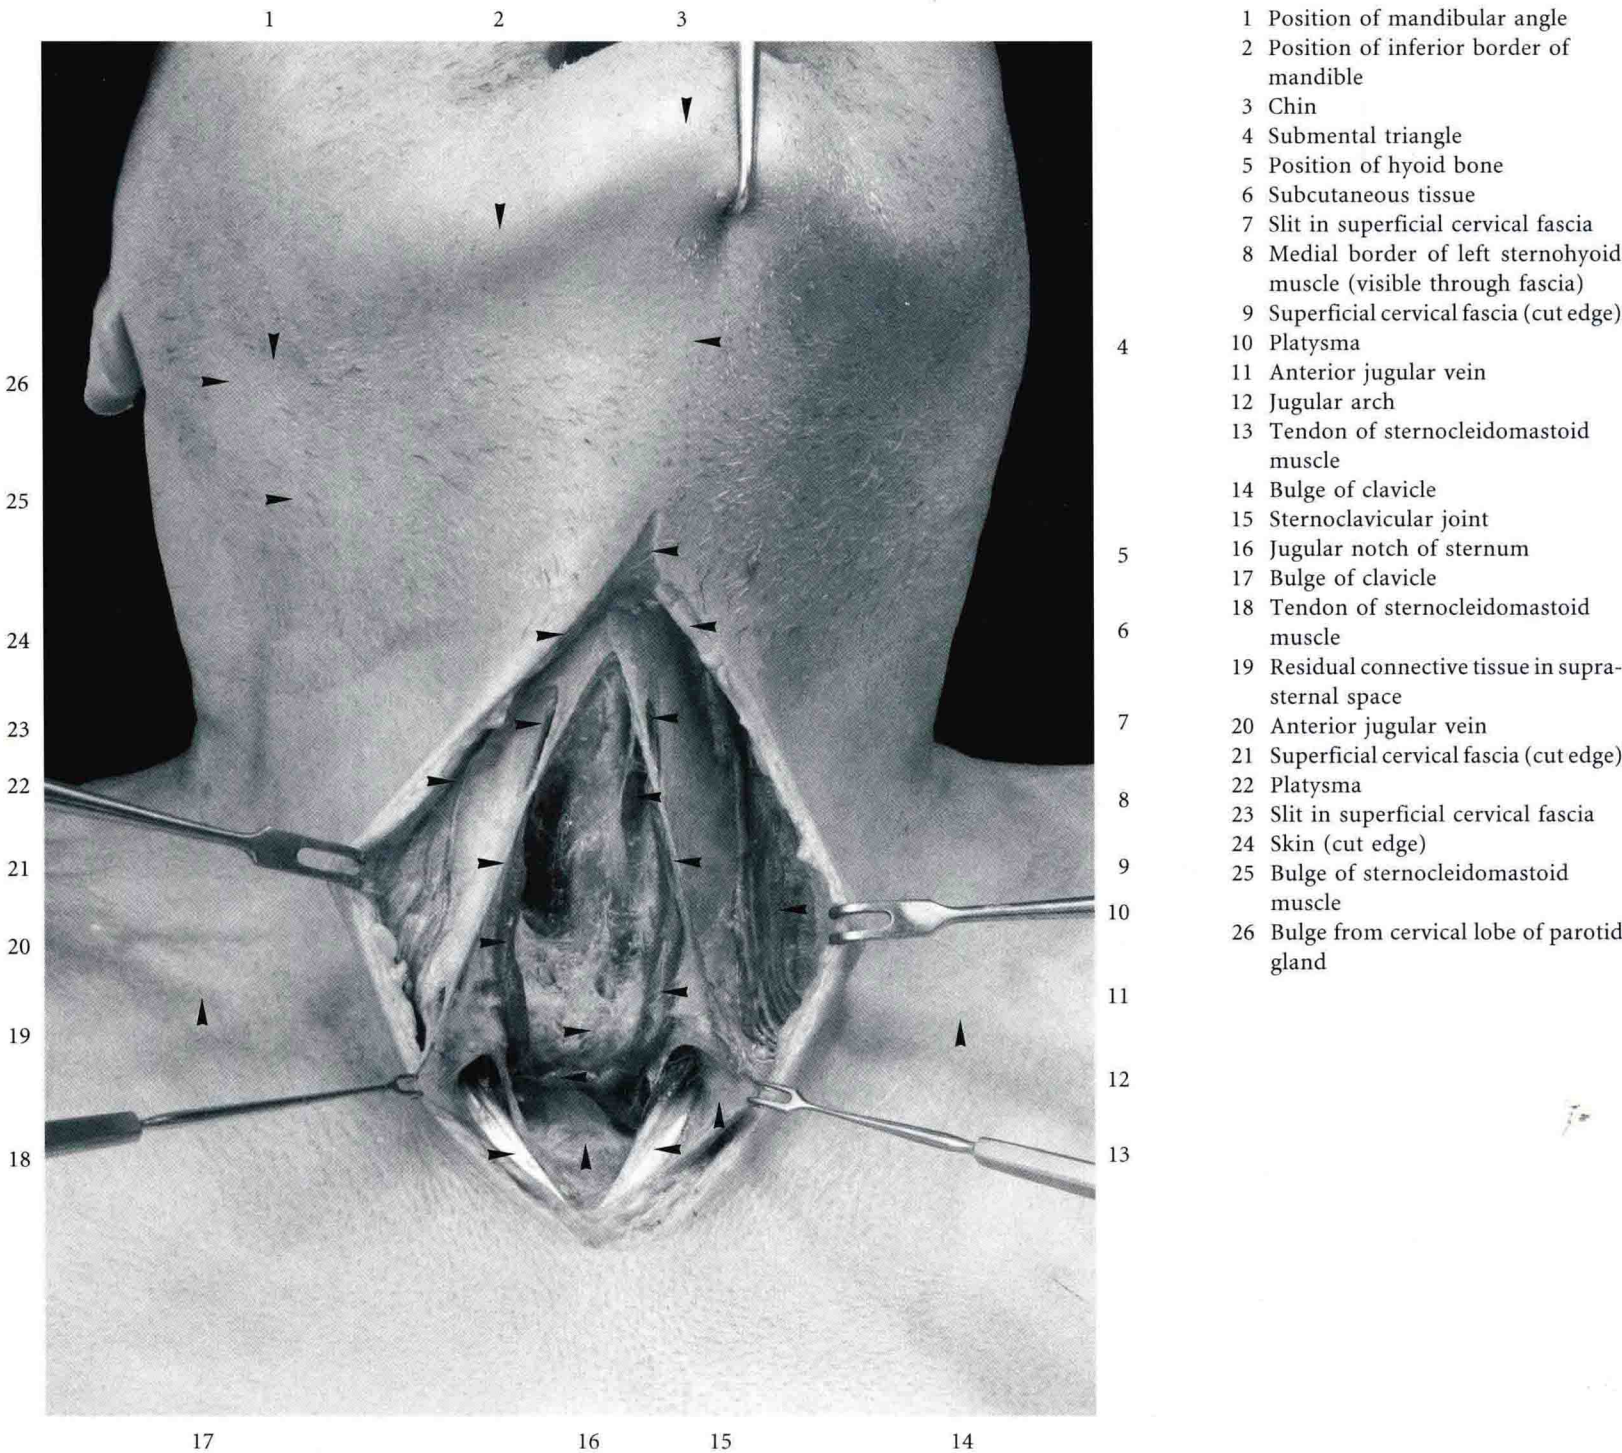 1 2 3
1 Position of mandibular angle
2 Position of inferior border of
mandible
3 Chin
4 Submental triangle
5 Position of hyoid bone
6 Subcutaneous tissue
7 Slit in superficial cervical fascia
8 Medial border of left sternohyoid
muscle (visible through fascia)
9 Superficial cervical fascia (cut edge)
10 Platysma
11 Anterior jugular vein
12 Jugular arch
13 Tendon of sternocleidomastoid
muscle
14 Bulge of clavicle
15 Sternoclavicular joint
16 Jugular notch of sternum
17 Bulge of clavicle
18 Tendon of sternocleidomastoid
muscle
19 Residual connective tissue in supra-
sternal space
20 Anterior jugular vein
21 Superficial cervical fascia (cut edge)
22 Platysma
23 Slit in superficial cervical fascia
24 Skin (cut edge)
25 Bulge of sternocleidomastoid
muscle
26 Bulge from cervical lobe of parotid
gland
4
26
25
5
6
24
7
23
22
8
21
9
10
20
11
19
12
18
13
17 16 15 14